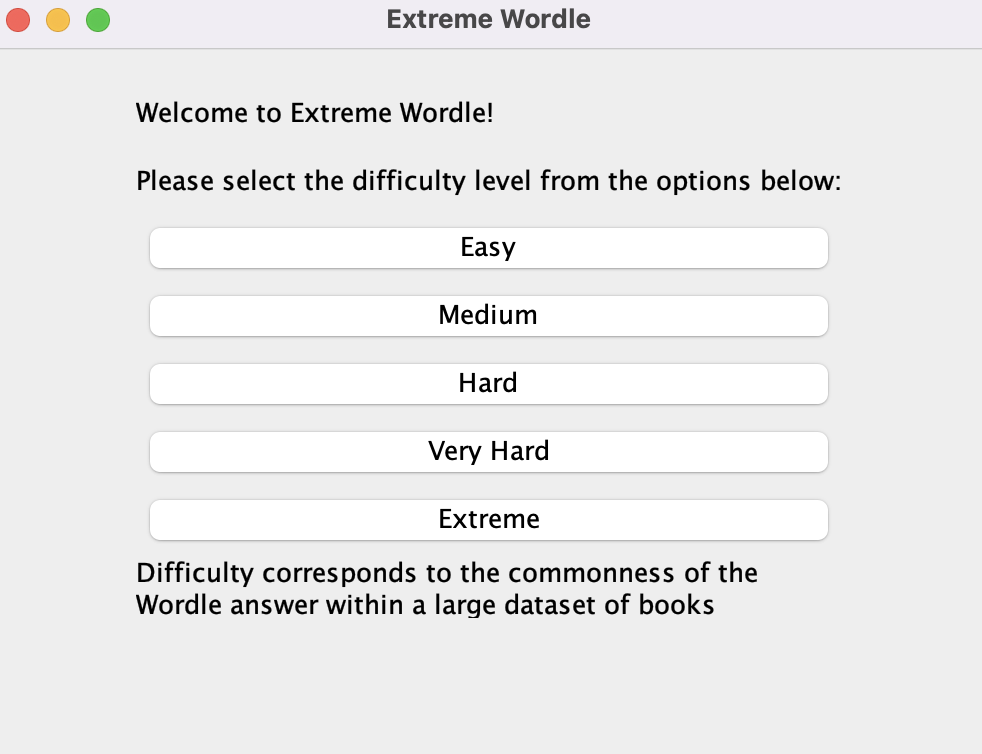 Extreme Wordle
Welcome to Extreme Wordle!
Please select the difficulty level from the options below:
Easy
Medium
Hard
Very Hard
Extreme
Difficulty corresponds to the commonness of the
Wordle answer within a large dataset of books